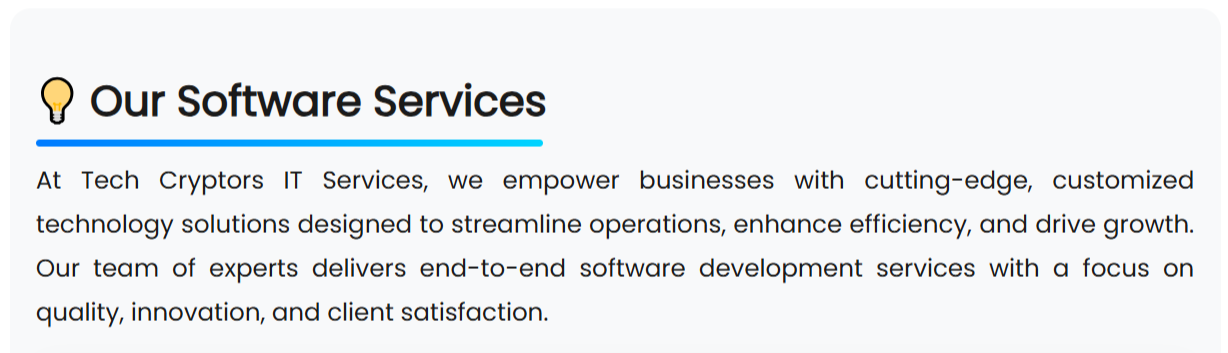 Our Software Services
At Tech Cryptors IT Services, we empower businesses with cutting-edge, customized
technology solutions designed to streamline operations, enhance efficiency, and drive growth.
Our team of experts delivers end-to-end software development services with a focus on
quality, innovation, and client satisfaction.